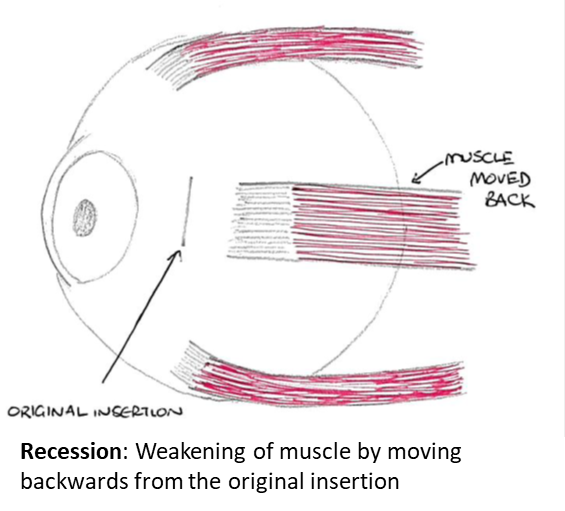 MUSCLE
MOVED
BACK
ORIGINAL INSERTION
Recession: Weakening of muscle by moving
backwards from the original insertion